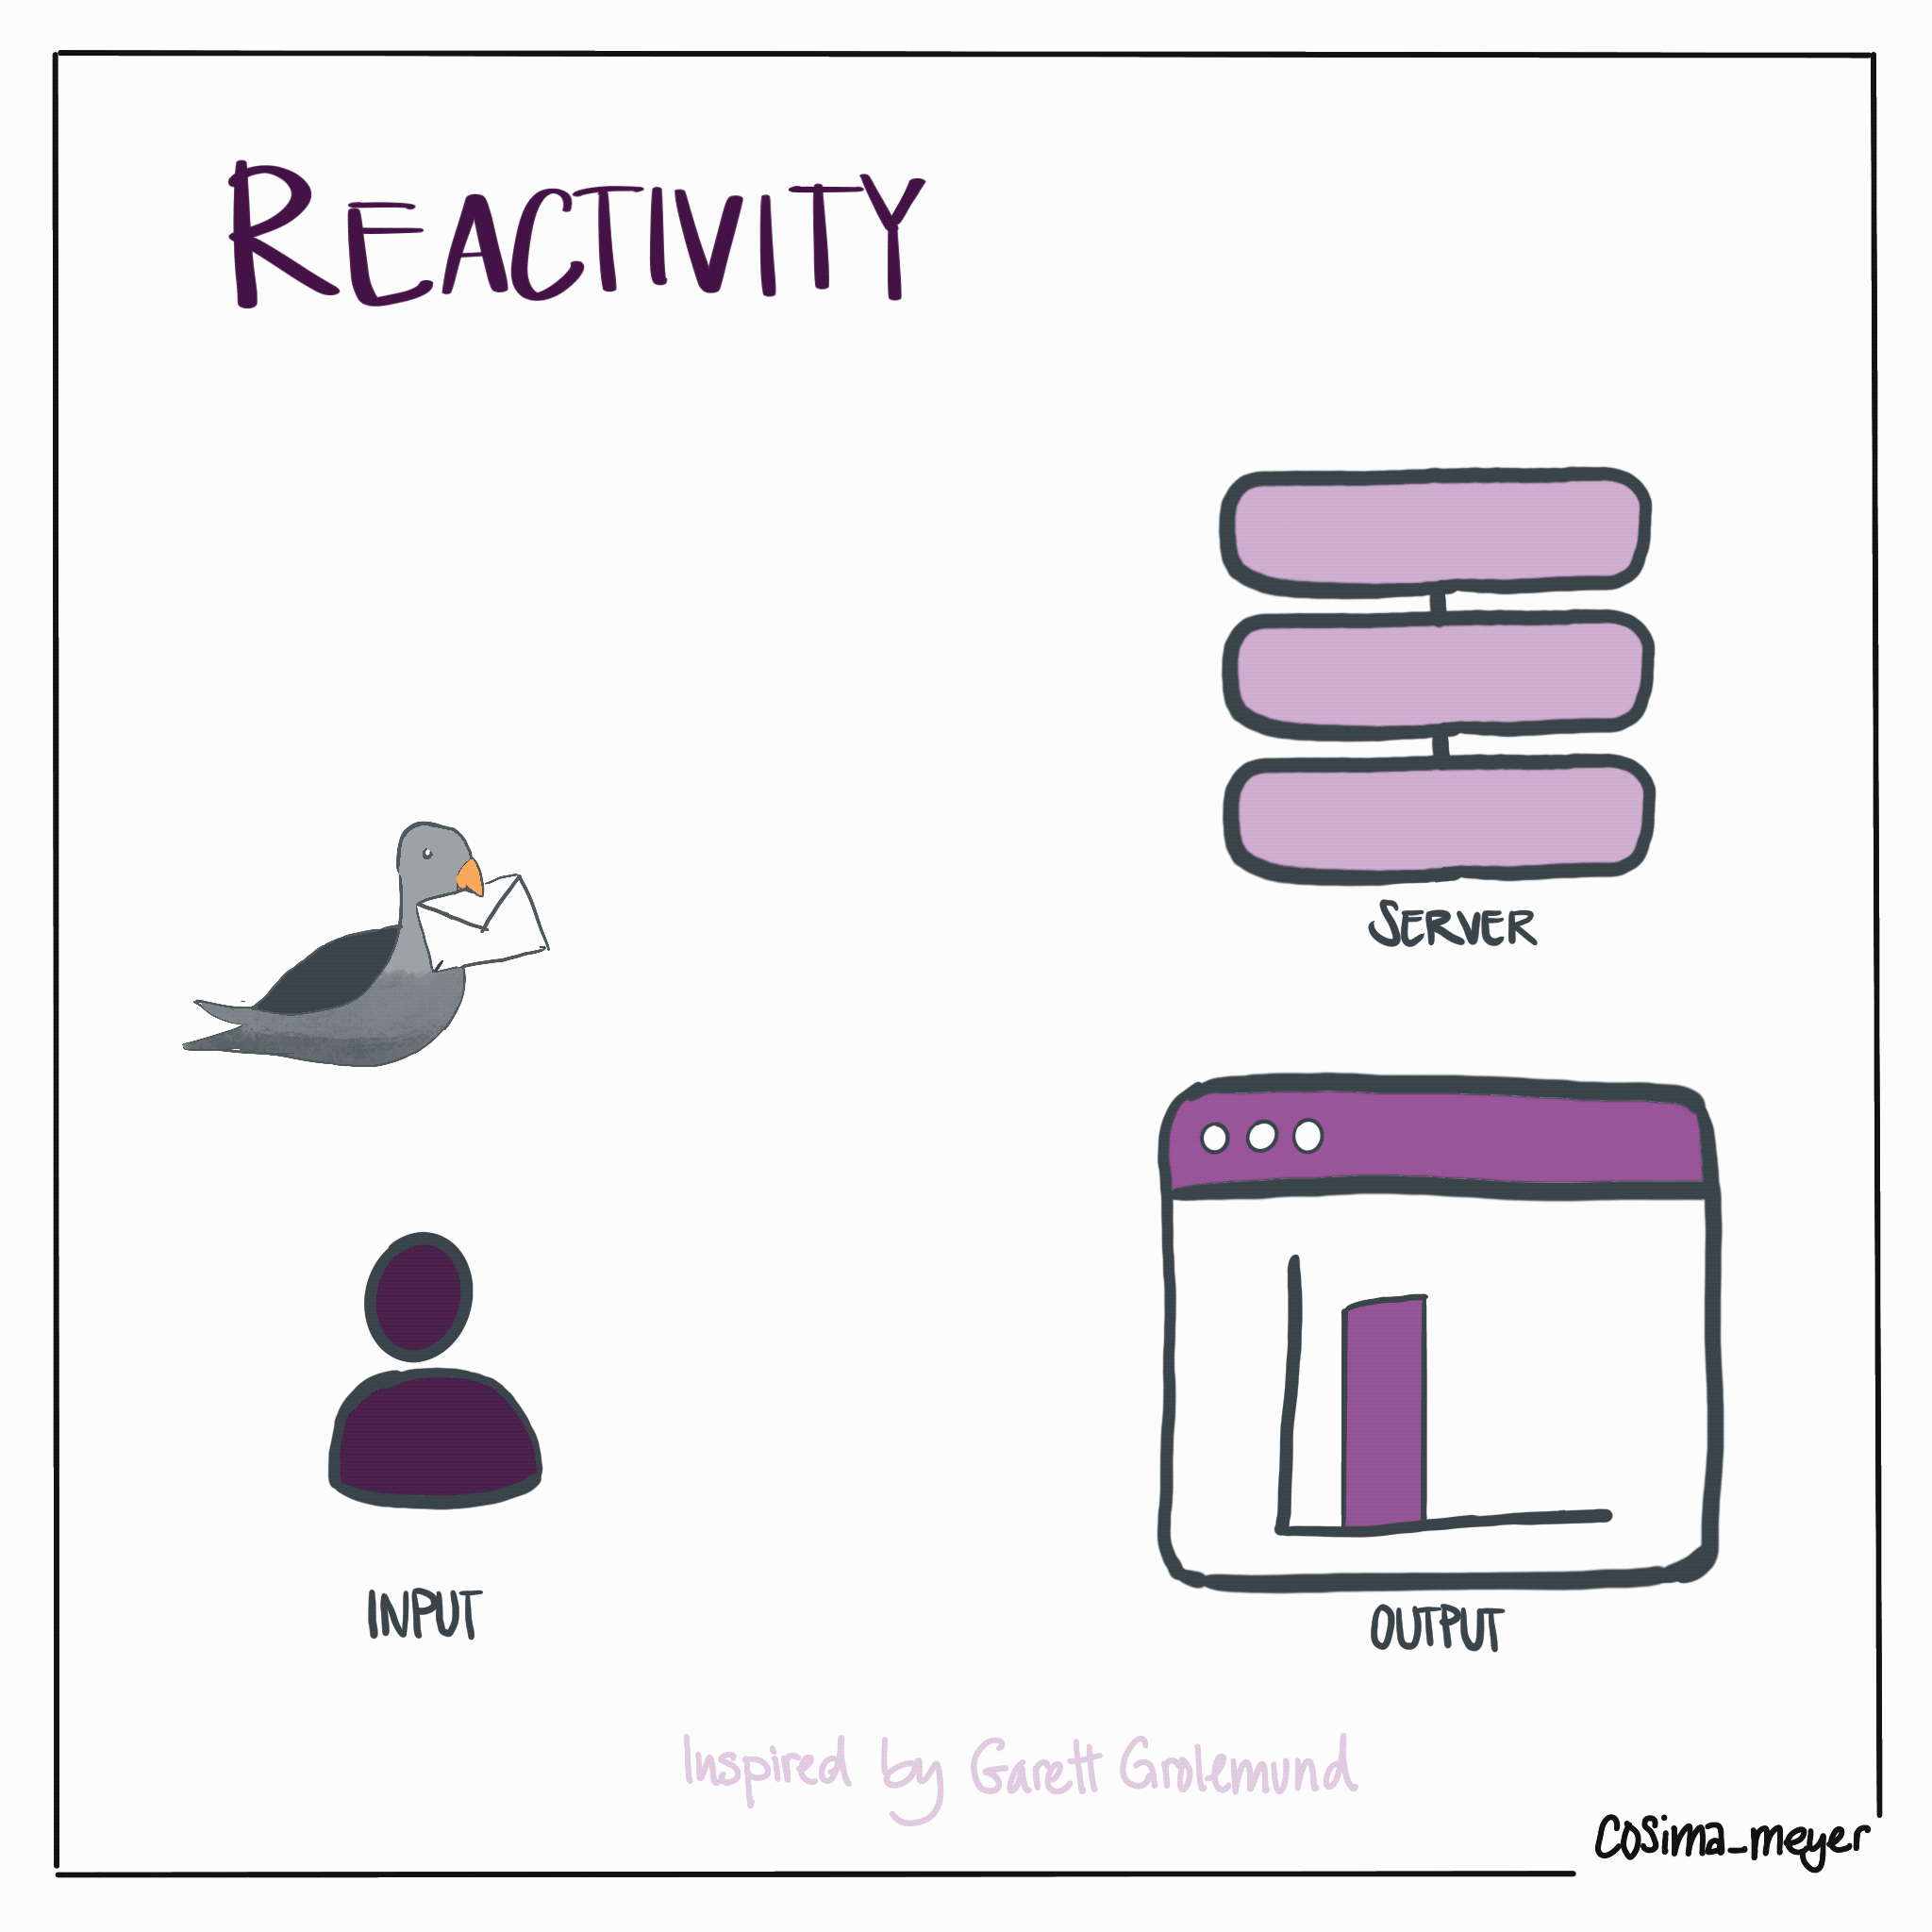 REACTIVITY
SERVER
INPUT
OUTPUT
Inspired by Garett Grolemund
Cosima_meyer